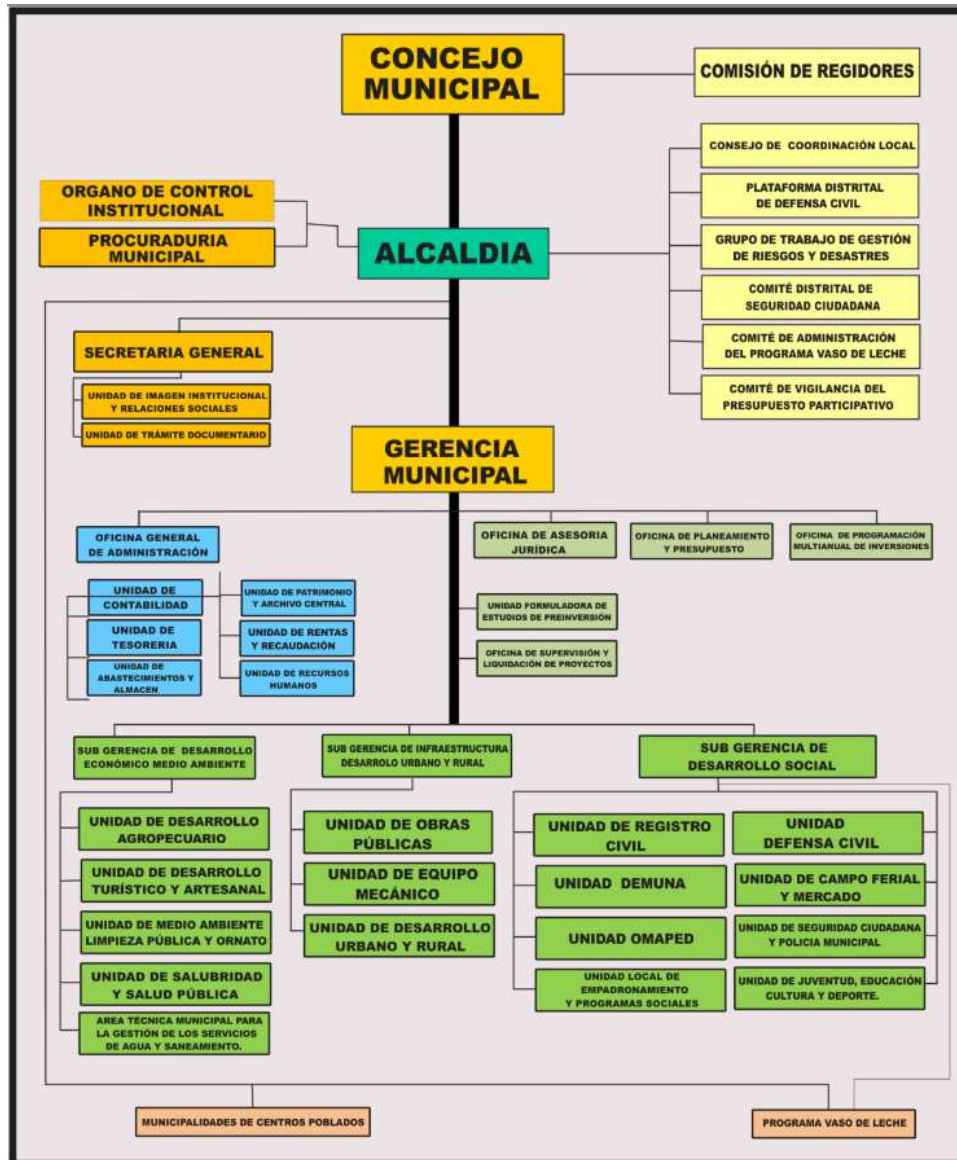 CONCEJO
MUNICIPAL
COMISIÓN DE REGIDORES
CONSEJO DE COORDINACIÓN LOCAL
PLATAFORMA DISTRITAL
DE DEFENSA CIVIL
GRUPO DE TRABAJO DE GESTIÓN
DE RIESGOS Y DESASTRES
COMITÉ DISTRITAL DE
SEGURIDAD CIUDADANA
COMITÉ DE ADMINISTRACIÓN
DEL PROGRAMA VASO DE LECHE
COMITÉ DE VIGILANCIA DEL
PRESUPUESTO PARTICIPATIVO
ORGANO DE CONTROL
INSTITUCIONAL
PROCURADURIA
MUNICIPAL
ALCALDIA
SECRETARIA GENERAL
UNIDAD DE IMAGEN INSTITUCIONAL
Y RELACIONES SOCIALES
UNIDAD DE TRÁMITE DOCUMENTARIO
GERENCIA
MUNICIPAL
OFICINA GENERAL
DE ADMINISTRACIÓN
OFICINA DE ASESORIA
JURÍDICA
OFICINA DE PLANEAMIENTO
Y PRESUPUESTO
OFICINA DE PROGRAMACIÓN
MULTIANUAL DE INVERSIONES
UNIDAD DE
CONTABILIDAD
UNIDAD DE
TESORERIA
UNIDAD DE
ABASTECIMIENTOS Y
ALMACEN
UNIDAD DE PATRIMONIO
Y ARCHIVO CENTRAL
UNIDAD DE RENTAS Y
RECAUDACIÓN
UNIDAD DE RECURSOS
HUMANOS
UNIDAD FORMULADORA DE
ESTUDIOS DE PREINVERSIÓN
OFICINA DE SUPERVISIÓN Y
LIQUIDACIÓN DE PROYECTOS
SUB GERENCIA DE DESARROLLO
ECONÓMICO MEDIO AMBIENTE
UNIDAD DE DESARROLLO
AGROPECUARIO
UNIDAD DE DESARROLLO
TURÍSTICO Y ARTESANAL
UNIDAD DE MEDIO AMBIENTE
LIMPIEZA PÚBLICA Y ORNATO
UNIDAD DE SALUBRIDAD
Y SALUD PÚBLICA
AREA TÉCNICA MUNICIPAL PARA
LA GESTIÓN DE LOS SERVICIOS
DE AGUA Y SANEAMIENTO.
SUB GERENCIA DE INFRAESTRUCTURA
DESARROLO URBANO Y RURAL
UNIDAD DE OBRAS
PÚBLICAS
UNIDAD DE EQUIPO
MECÁNICO
UNIDAD DE DESARROLLO
URBANO Y RURAL
SUB GERENCIA DE
DESARROLLO SOCIAL
UNIDAD DE REGISTRO
CIVIL
UNIDAD DEMUNA
UNIDAD OMAPED
UNIDAD LOCAL DE
EMPADRONAMIENTO
Y PROGRAMAS SOCIALES
UNIDAD
DEFENSA CIVIL
UNIDAD DE CAMPO FERIAL
Y MERCADO
UNIDAD DE SEGURIDAD CIUDADANA
Y POLICIA MUNICIPAL
UNIDAD DE JUVENTUD, EDUCACIÓN
CULTURA Y DEPORTE.
MUNICIPALIDADES DE CENTROS POBLADOS
PROGRAMA VASO DE LECHE